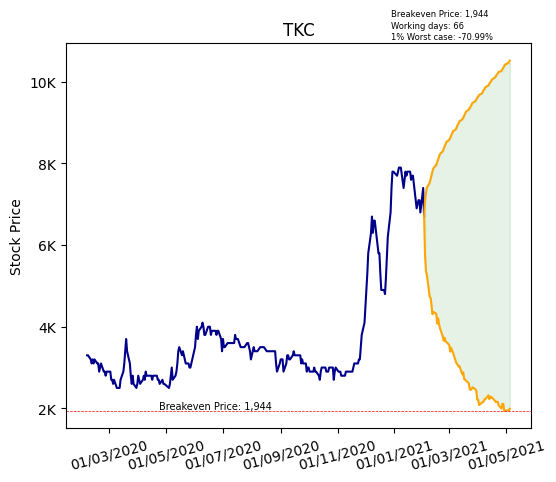 Breakeven Price: 1,944
Working days: 66
1% Worst case: -70.99%
TKC
Stock Price
10K
8K
6K
4K
2K
Breakeven Price: 1,944
01/03/2020
01/05/2020
01/07/2020
01/09/2020
01/11/2020
01/01/2021
01/03/2021
01/05/2021